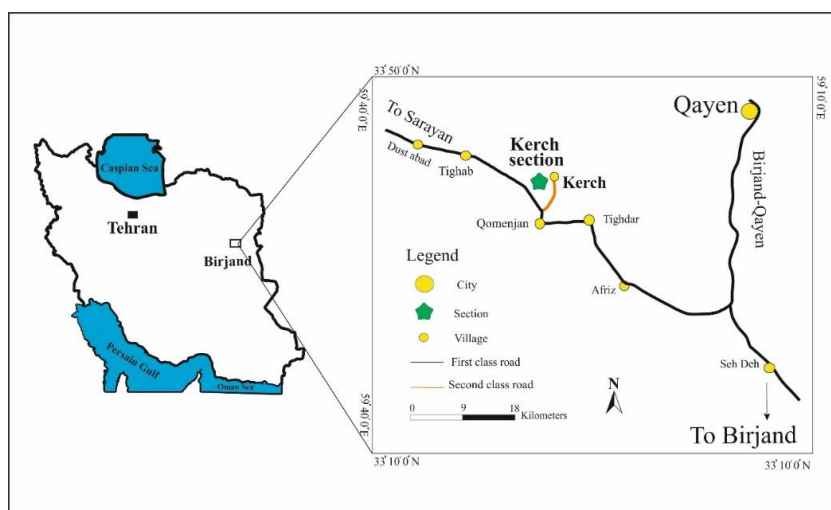 Caspian Sea
Tehran
Birjand
Persain Gulf
Oman Sea
33°50'0"N
59°40'0"E
59°10'0"E
To Sarayan
Dust abad
Tighab
Kerch
section
Kerch
Qayen
Birjand-Qayen
Qomenjan
Tighdar
Afriz
Seh Deh
To Birjand
Legend
City
Section
Village
First class road
Second class road
0 9 18
Kilometers
N
59°40'0"E
33°10'0"N
33°10'0"N